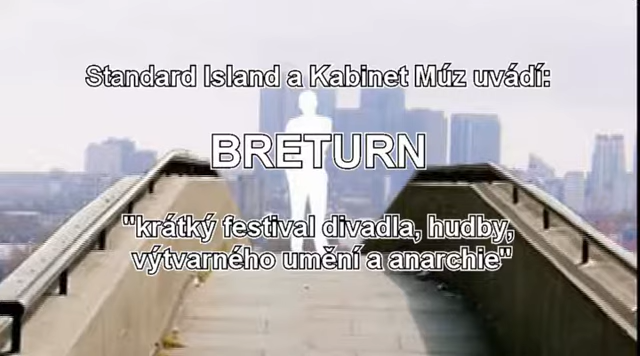 Standard Island a Kabinet Múz uvádí:
BRETURN
"krátký festival divadla, hudby,
výtvarného umění a anarchie"